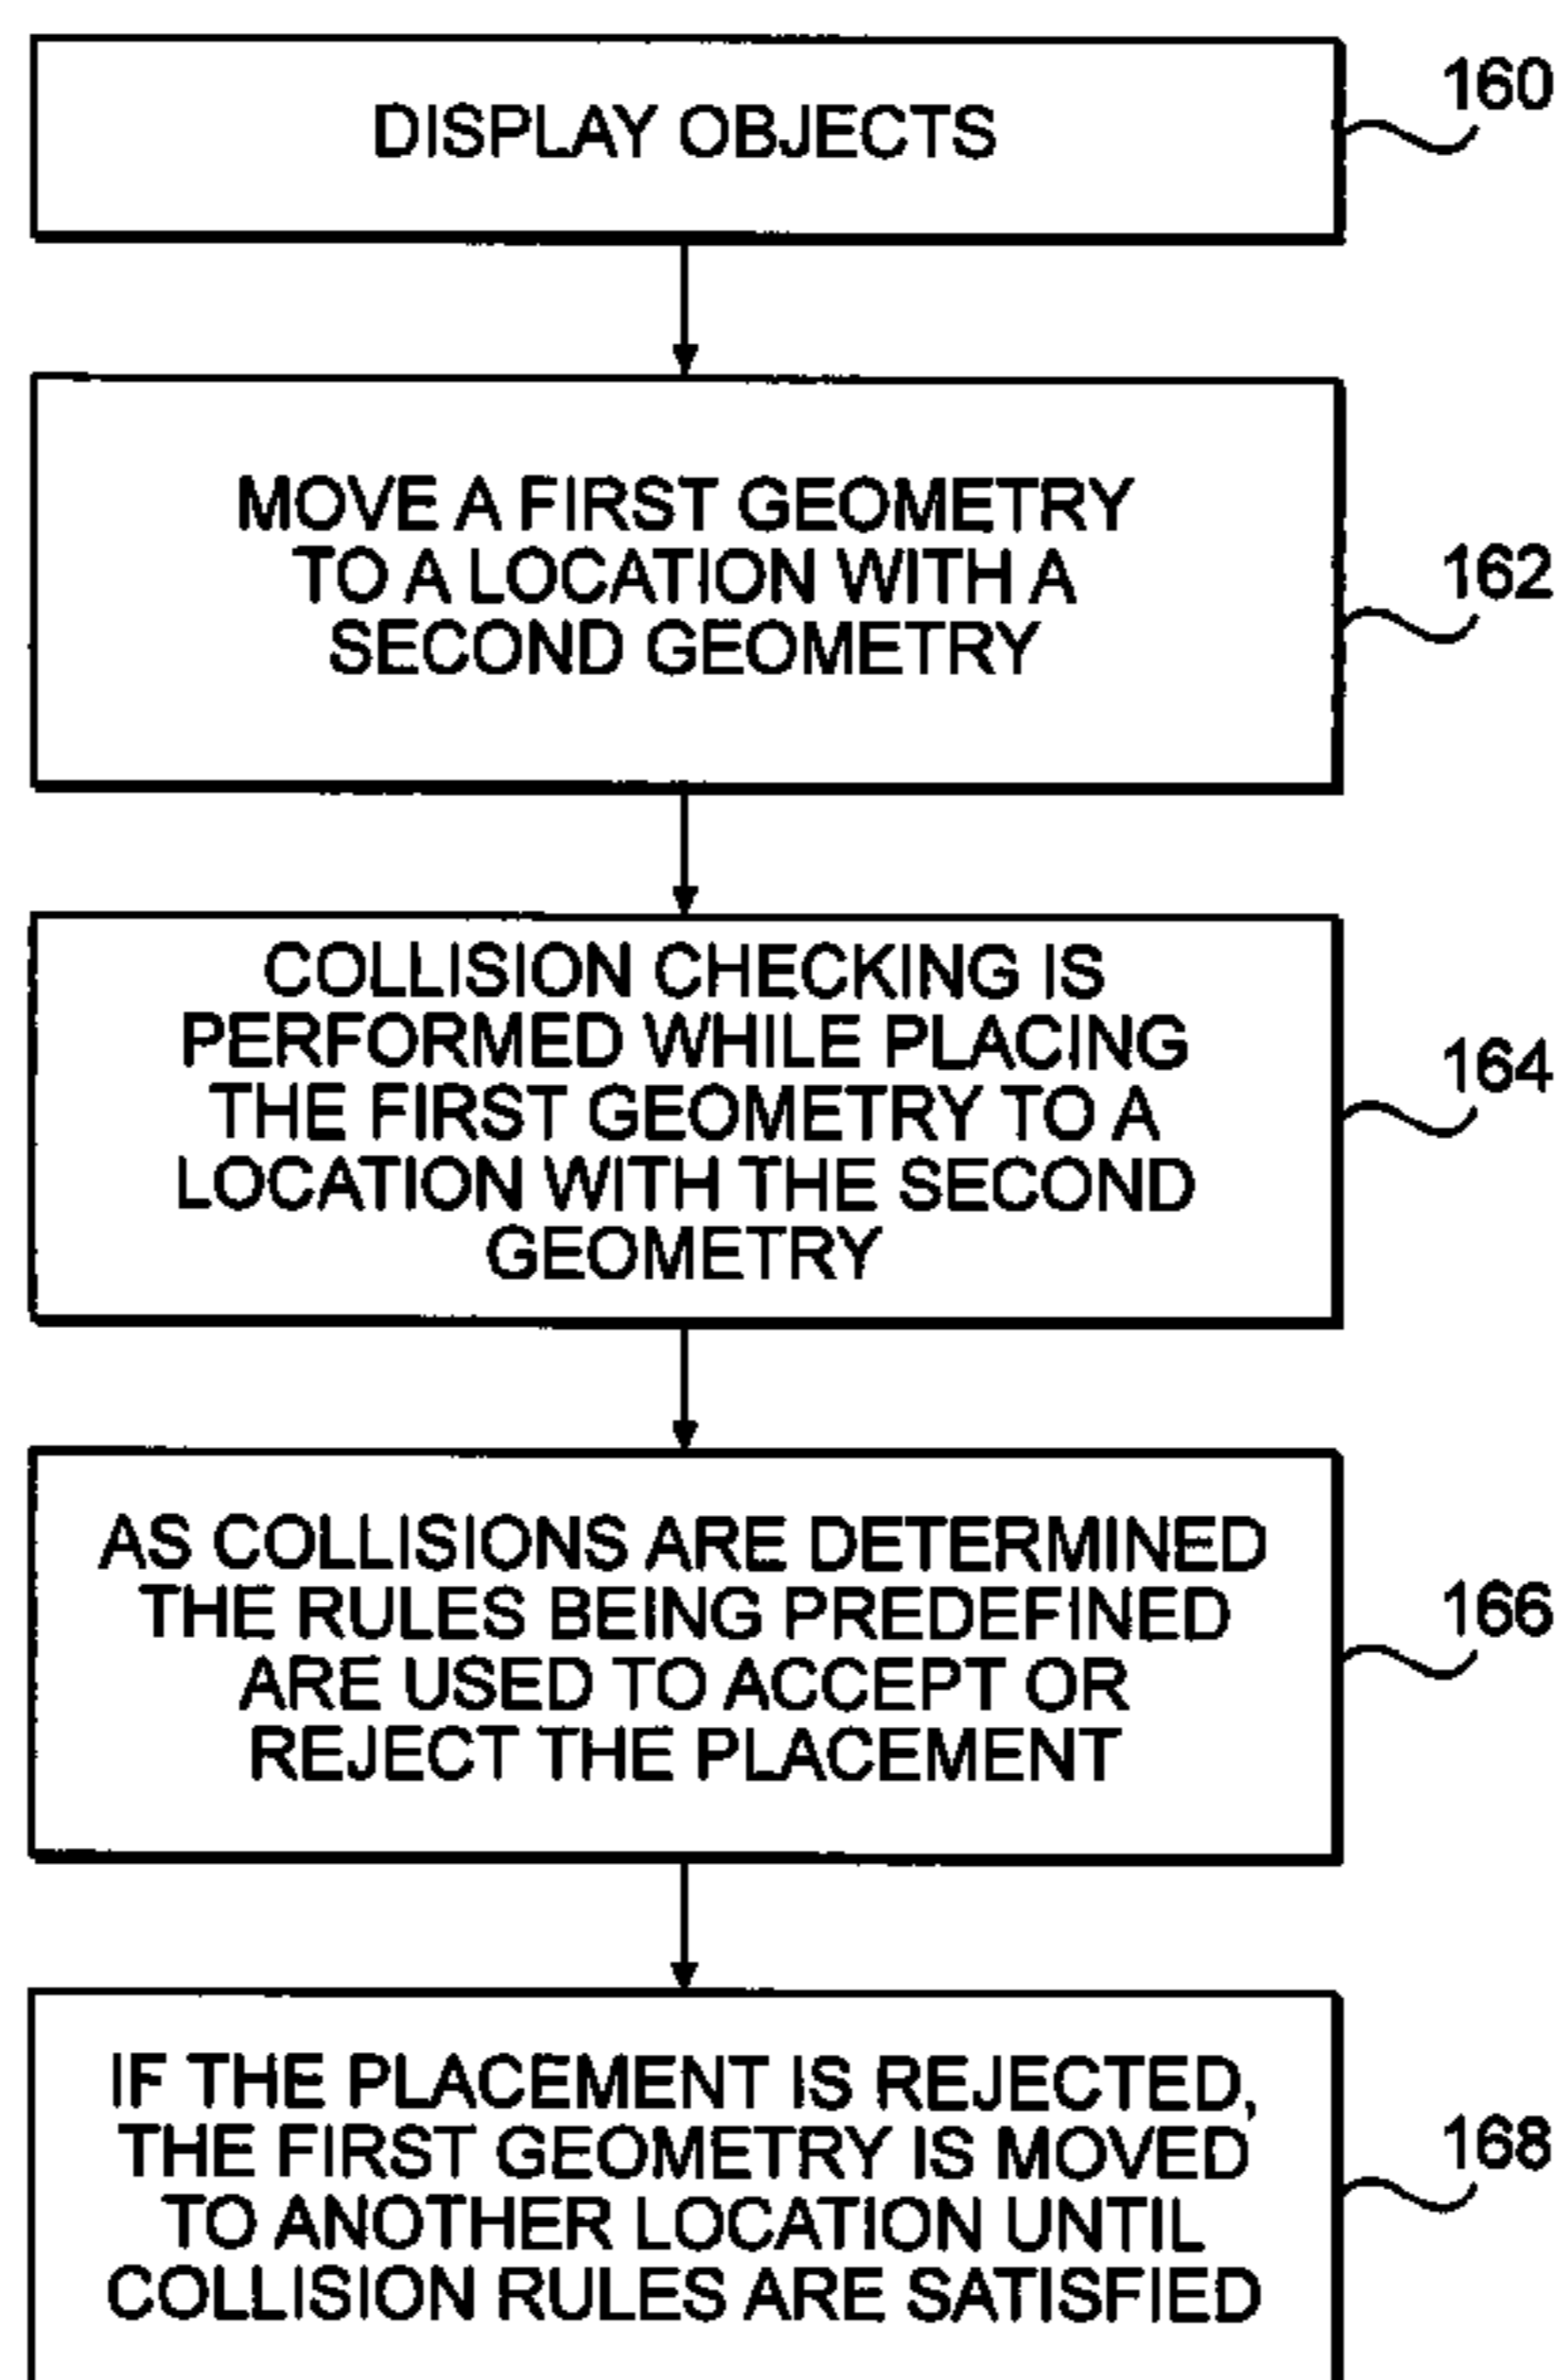 DISPLAY OBJECTS
160
MOVE A FIRST GEOMETRY
TO A LOCATION WITH A
SECOND GEOMETRY
162
COLLISION CHECKING IS
PERFORMED WHILE PLACING
THE FIRST GEOMETRY TO A
LOCATION WITH THE SECOND
GEOMETRY
164
AS COLLISIONS ARE DETERMINED
THE RULES BEING PREDEFINED
ARE USED TO ACCEPT OR
REJECT THE PLACEMENT
166
IF THE PLACEMENT IS REJECTED,
THE FIRST GEOMETRY IS MOVED
TO ANOTHER LOCATION UNTIL
COLLISION RULES ARE SATISFIED
168